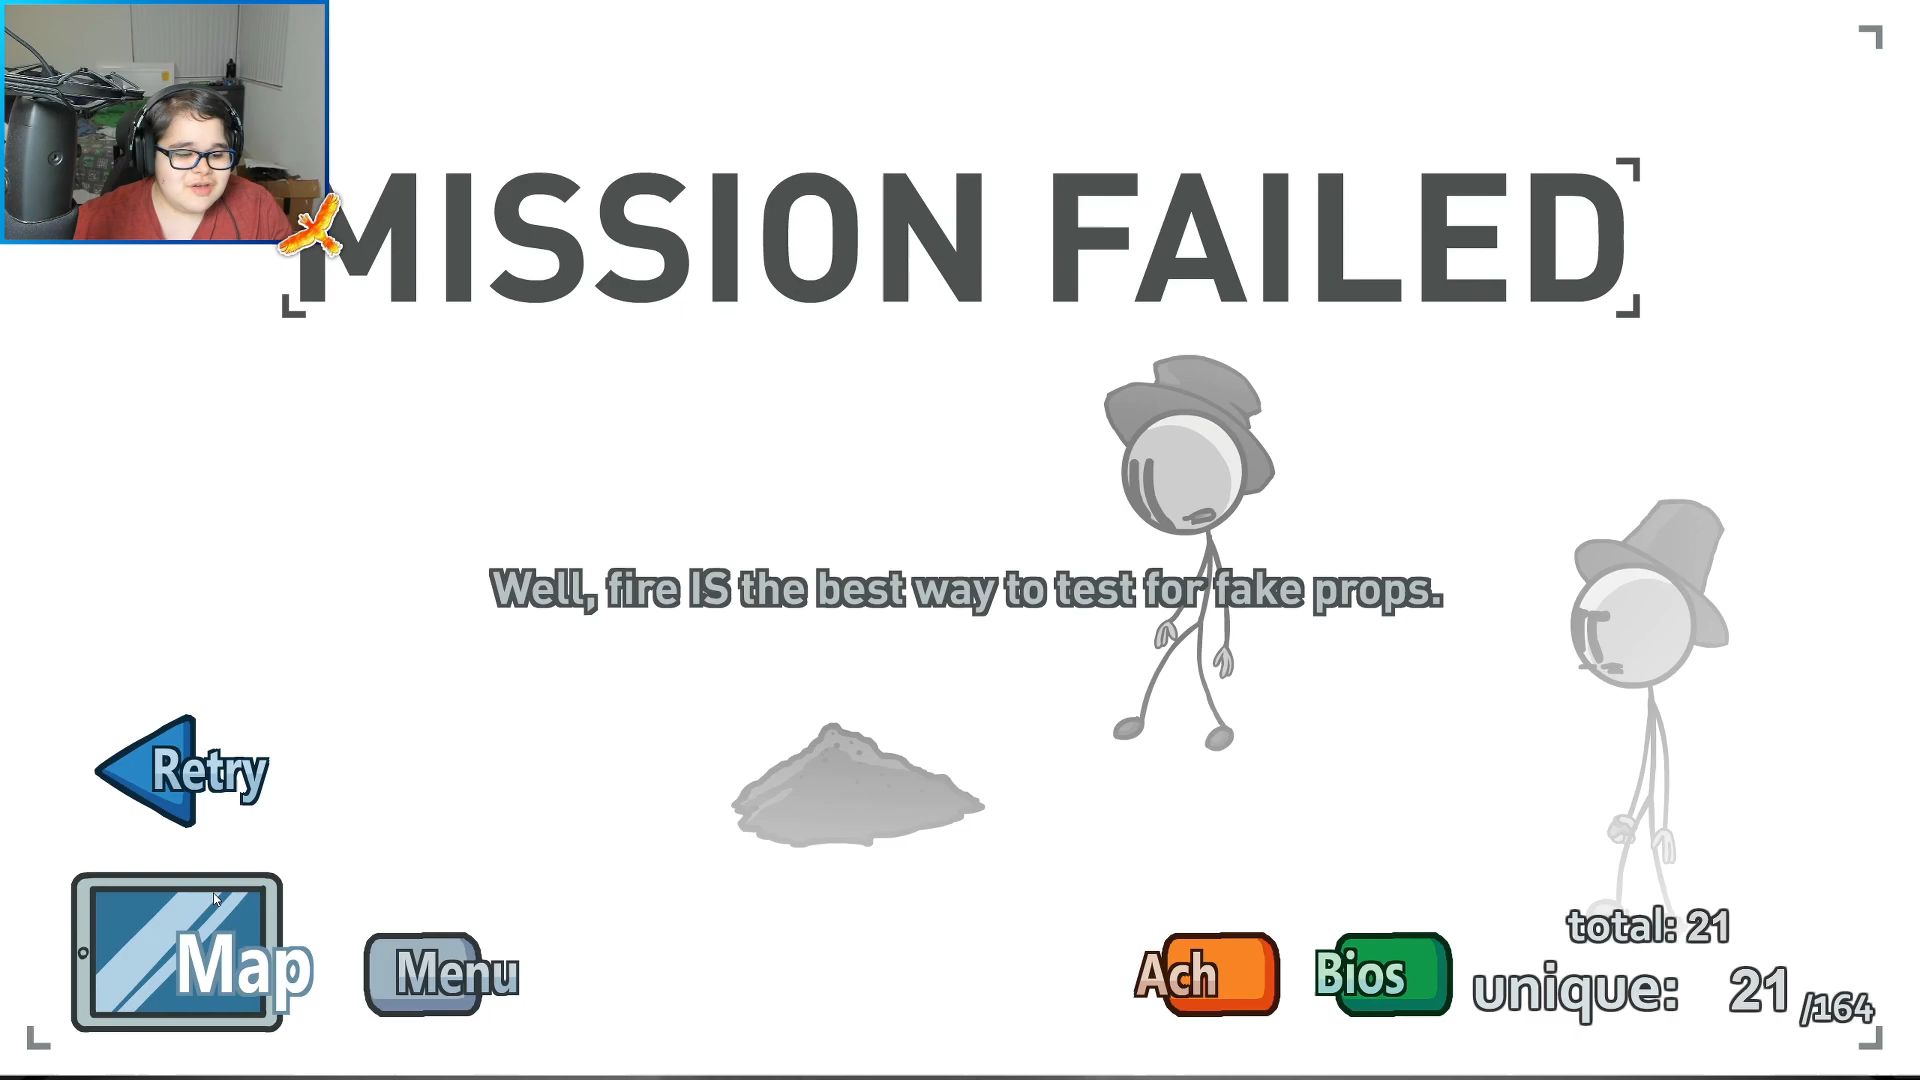 MISSION FAILED
Well, fire IS the best way to test for fake props.
Retry
Map
Menu
Ach
Bios
total: 21
unique: 21 /164